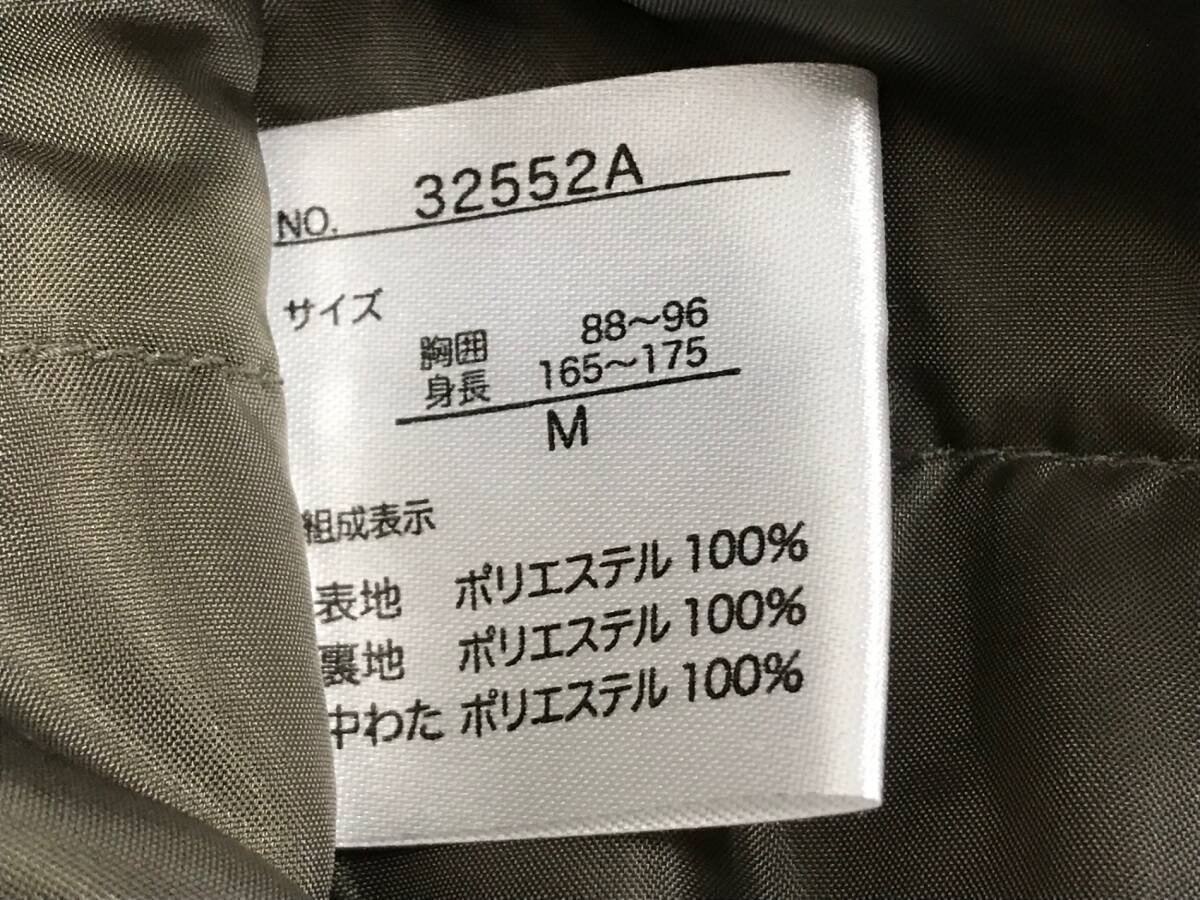 NO. 32552A
サイズ
胸囲 88～96
身長 165～175
M
組成表示
表地 ポリエステル 100%
裏地 ポリエステル 100%
中わた ポリエステル 100%